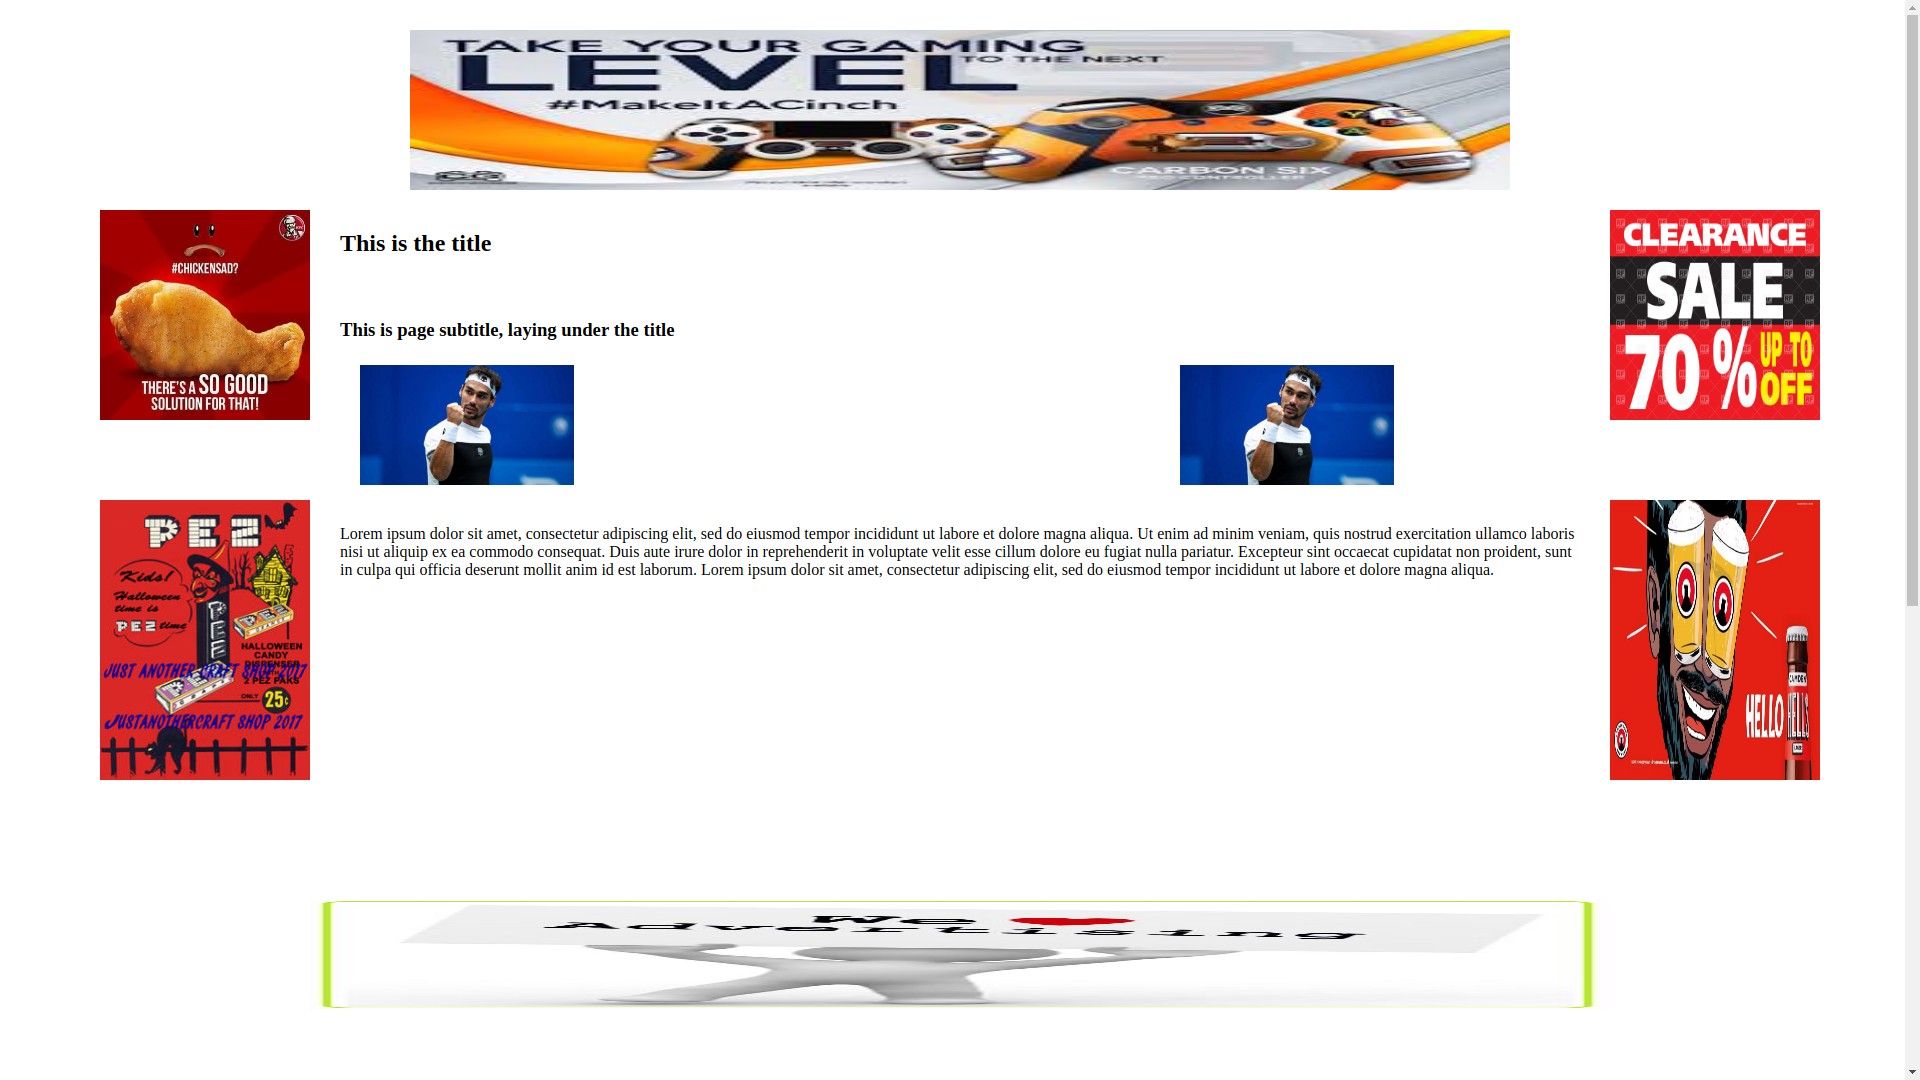 TAKE YOUR GAMING
LEVEL
TO THE NEXT
#MakeItACinch
CARBON SIX
#CHICKENSAD?
THERE'S A SO GOOD
SOLUTION FOR THAT!
This is the title
This is page subtitle, laying under the title
CLEARANCE
SALE
70% UP TO
OFF
PEZ
Kids!
Halloween
time is
PEZ time
PEZ
PEZ
PEZ
HALLOWEEN
CANDY
DISPENSER
2 PEZ PAKS
ONLY 25¢
JUST ANOTHER CRAFT SHOP 2017
JUSTANOTHERCRAFT SHOP 2017
Lorem ipsum dolor sit amet, consectetur adipiscing elit, sed do eiusmod tempor incididunt ut labore et dolore magna aliqua. Ut enim ad minim veniam, quis nostrud exercitation ullamco laboris
nisi ut aliquip ex ea commodo consequat. Duis aute irure dolor in reprehenderit in voluptate velit esse cillum dolore eu fugiat nulla pariatur. Excepteur sint occaecat cupidatat non proident, sunt
in culpa qui officia deserunt mollit anim id est laborum. Lorem ipsum dolor sit amet, consectetur adipiscing elit, sed do eiusmod tempor incididunt ut labore et dolore magna aliqua.
CAMDEN
HELLO HELLS
We
Advertising